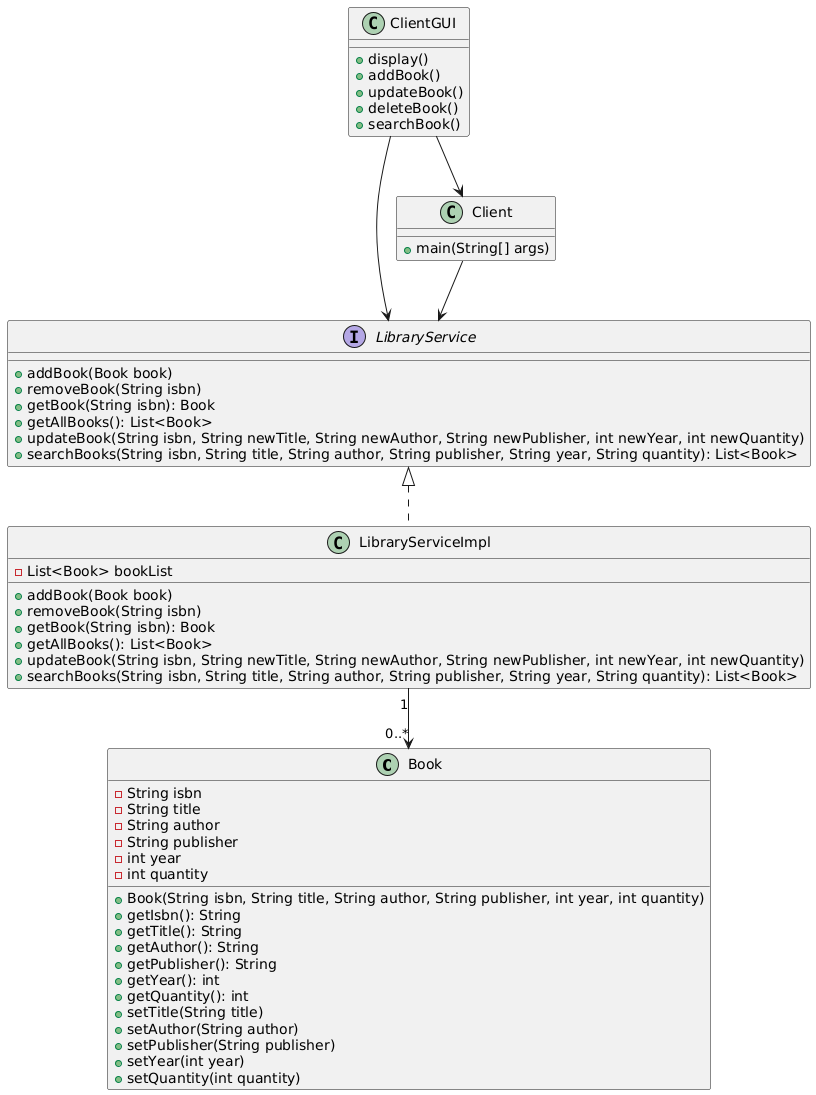 C ClientGUI
display()
addBook()
updateBook()
deleteBook()
searchBook()
C Client
main(String[] args)
I LibraryService
addBook(Book book)
removeBook(String isbn)
getBook(String isbn): Book
getAllBooks(): List<Book>
updateBook(String isbn, String newTitle, String newAuthor, String newPublisher, int newYear, int newQuantity)
searchBooks(String isbn, String title, String author, String publisher, String year, String quantity): List<Book>
C LibraryServiceImpl
List<Book> bookList
addBook(Book book)
removeBook(String isbn)
getBook(String isbn): Book
getAllBooks(): List<Book>
updateBook(String isbn, String newTitle, String newAuthor, String newPublisher, int newYear, int newQuantity)
searchBooks(String isbn, String title, String author, String publisher, String year, String quantity): List<Book>
1
0..*
C Book
String isbn
String title
String author
String publisher
int year
int quantity
Book(String isbn, String title, String author, String publisher, int year, int quantity)
getIsbn(): String
getTitle(): String
getAuthor(): String
getPublisher(): String
getYear(): int
getQuantity(): int
setTitle(String title)
setAuthor(String author)
setPublisher(String publisher)
setYear(int year)
setQuantity(int quantity)